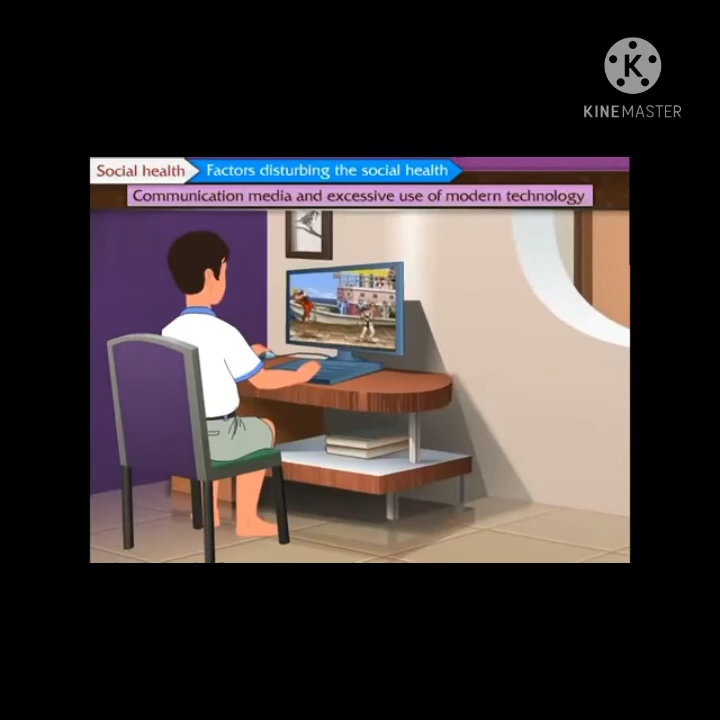 K
KINEMASTER
Social health Factors disturbing the social health
Communication media and excessive use of modern technology